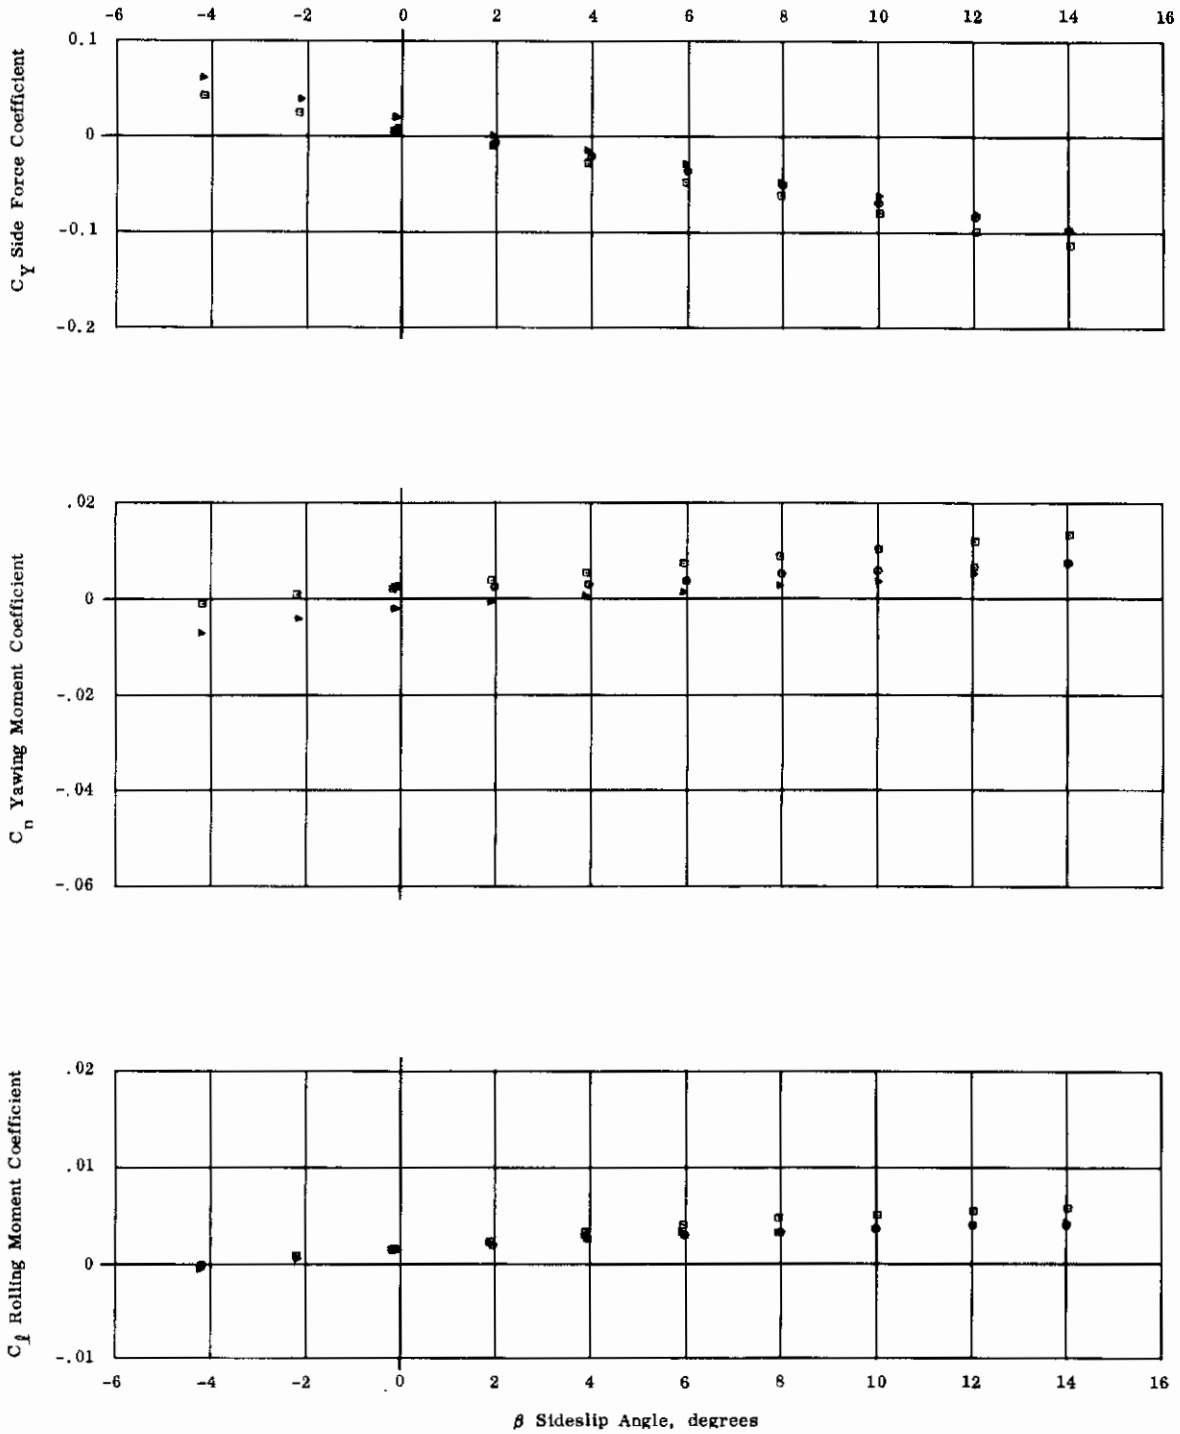 -6 -4 -2 0 2 4 6 8 10 12 14 16
0.1
0
-0.1
-0.2
C_Y Side Force Coefficient
.02
0
-.02
-.04
-.06
C_n Yawing Moment Coefficient
.02
.01
0
-.01
C_ℓ Rolling Moment Coefficient
-6 -4 -2 0 2 4 6 8 10 12 14 16
β Sideslip Angle, degrees